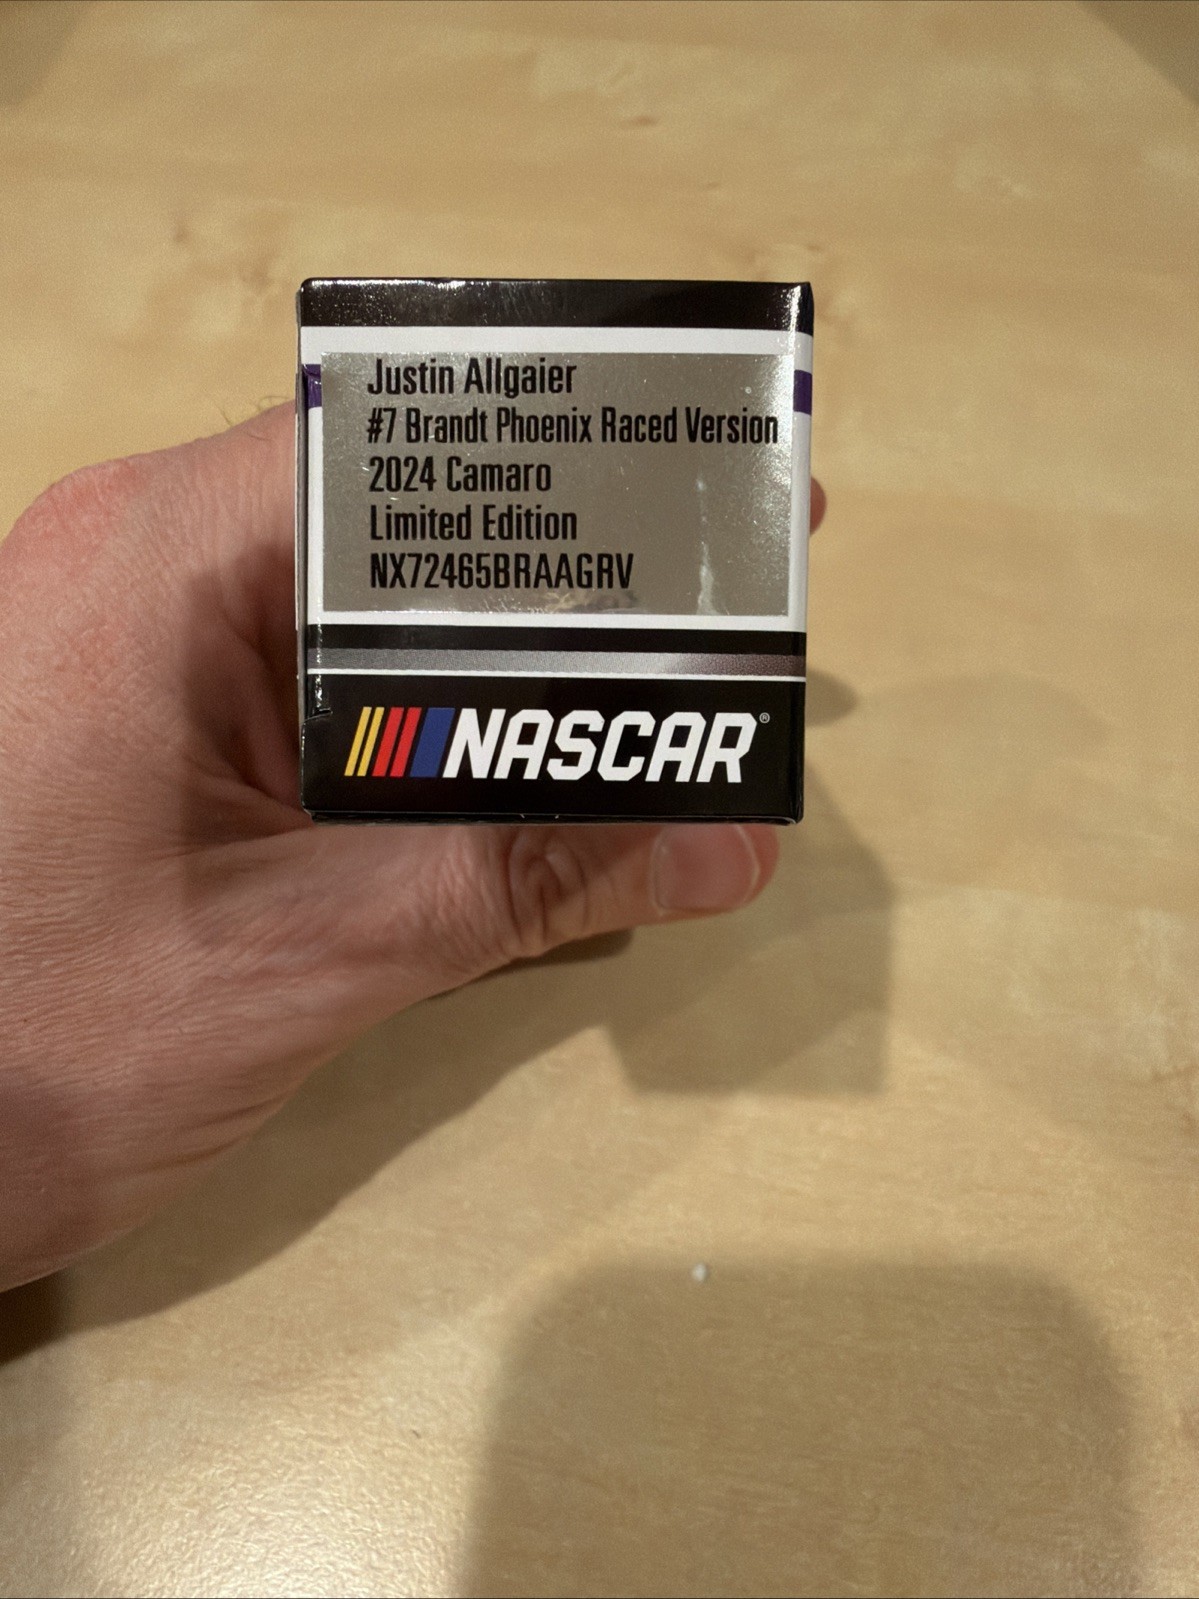 Justin Allgaier
#7 Brandt Phoenix Raced Version
2024 Camaro
Limited Edition
NX72465BRAAGRV
NASCAR®